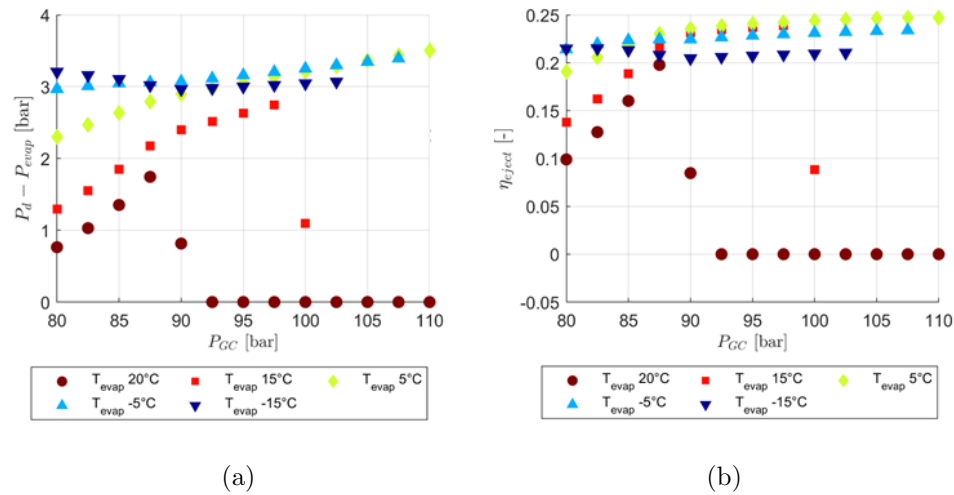 4
3
2
1
0
P_d − P_evap [bar]
80 85 90 95 100 105 110
P_GC [bar]
T_evap 20°C T_evap 15°C T_evap 5°C
T_evap -5°C T_evap -15°C
(a)
0.25
0.2
0.15
0.1
0.05
0
-0.05
η_eject [-]
80 85 90 95 100 105 110
P_GC [bar]
T_evap 20°C T_evap 15°C T_evap 5°C
T_evap -5°C T_evap -15°C
(b)